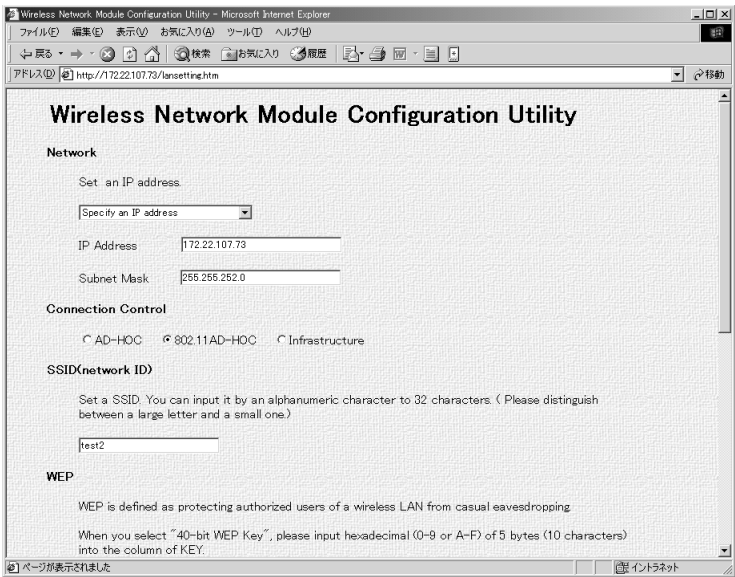 Wireless Network Module Configuration Utility - Microsoft Internet Explorer
ファイル(F) 編集(E) 表示(V) お気に入り(A) ツール(T) ヘルプ(H)
戻る 検索 お気に入り 履歴
アドレス(D) http://172.22.107.73/lansetting.htm 移動
Wireless Network Module Configuration Utility
Network
Set an IP address.
Specify an IP address
IP Address 172.22.107.73
Subnet Mask 255.255.252.0
Connection Control
AD-HOC 802.11AD-HOC Infrastructure
SSID(network ID)
Set a SSID. You can input it by an alphanumeric character to 32 characters. ( Please distinguish
between a large letter and a small one.)
test2
WEP
WEP is defined as protecting authorized users of a wireless LAN from casual eavesdropping.
When you select "40-bit WEP Key", please input hexadecimal (0-9 or A-F) of 5 bytes (10 characters)
into the column of KEY.
ページが表示されました イントラネット